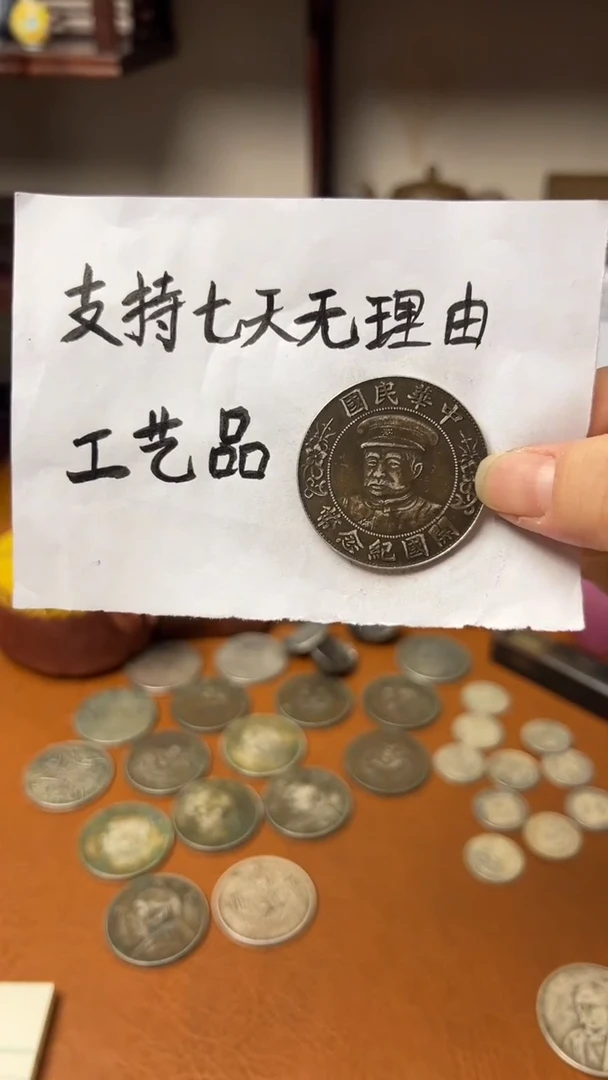 支持七天无理由
工艺品
中華民國
開國紀念幣